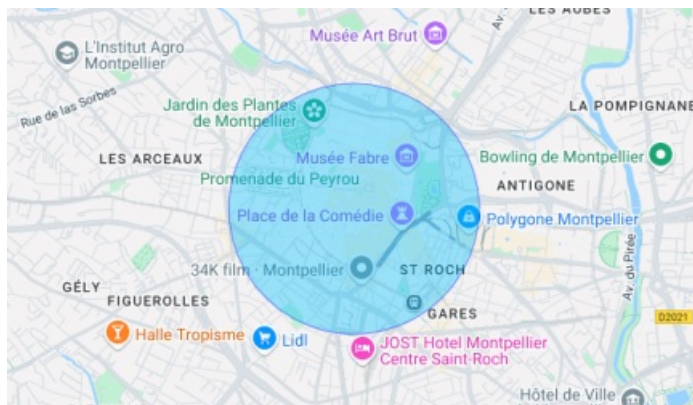 LES AUBES
Musée Art Brut
L'Institut Agro
Montpellier
Av.
Rue de las Sorbes
Jardin des Plantes
de Montpellier
LA POMPIGNANE
LES ARCEAUX
Musée Fabre
Bowling de Montpellier
Promenade du Peyrou
ANTIGONE
Place de la Comédie
Polygone Montpellier
Av. du Pirée
34K film · Montpellier
ST ROCH
GÉLY
FIGUEROLLES
GARES
D2021
Halle Tropisme
Lidl
JOST Hotel Montpellier
Centre Saint-Roch
Hôtel de Ville